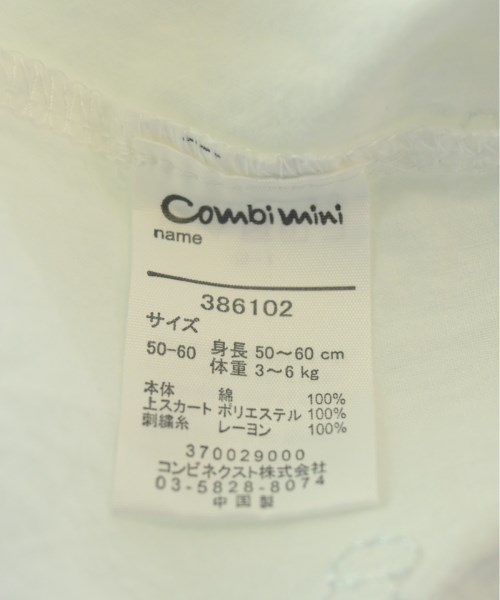 Combi mini
name
386102
サイズ
50-60 身長 50～60 cm
体重 3～6 kg
本体 綿 100%
上スカート ポリエステル 100%
刺繍糸 レーヨン 100%
370029000
コンビネクスト株式会社
03-5828-8074
中国製